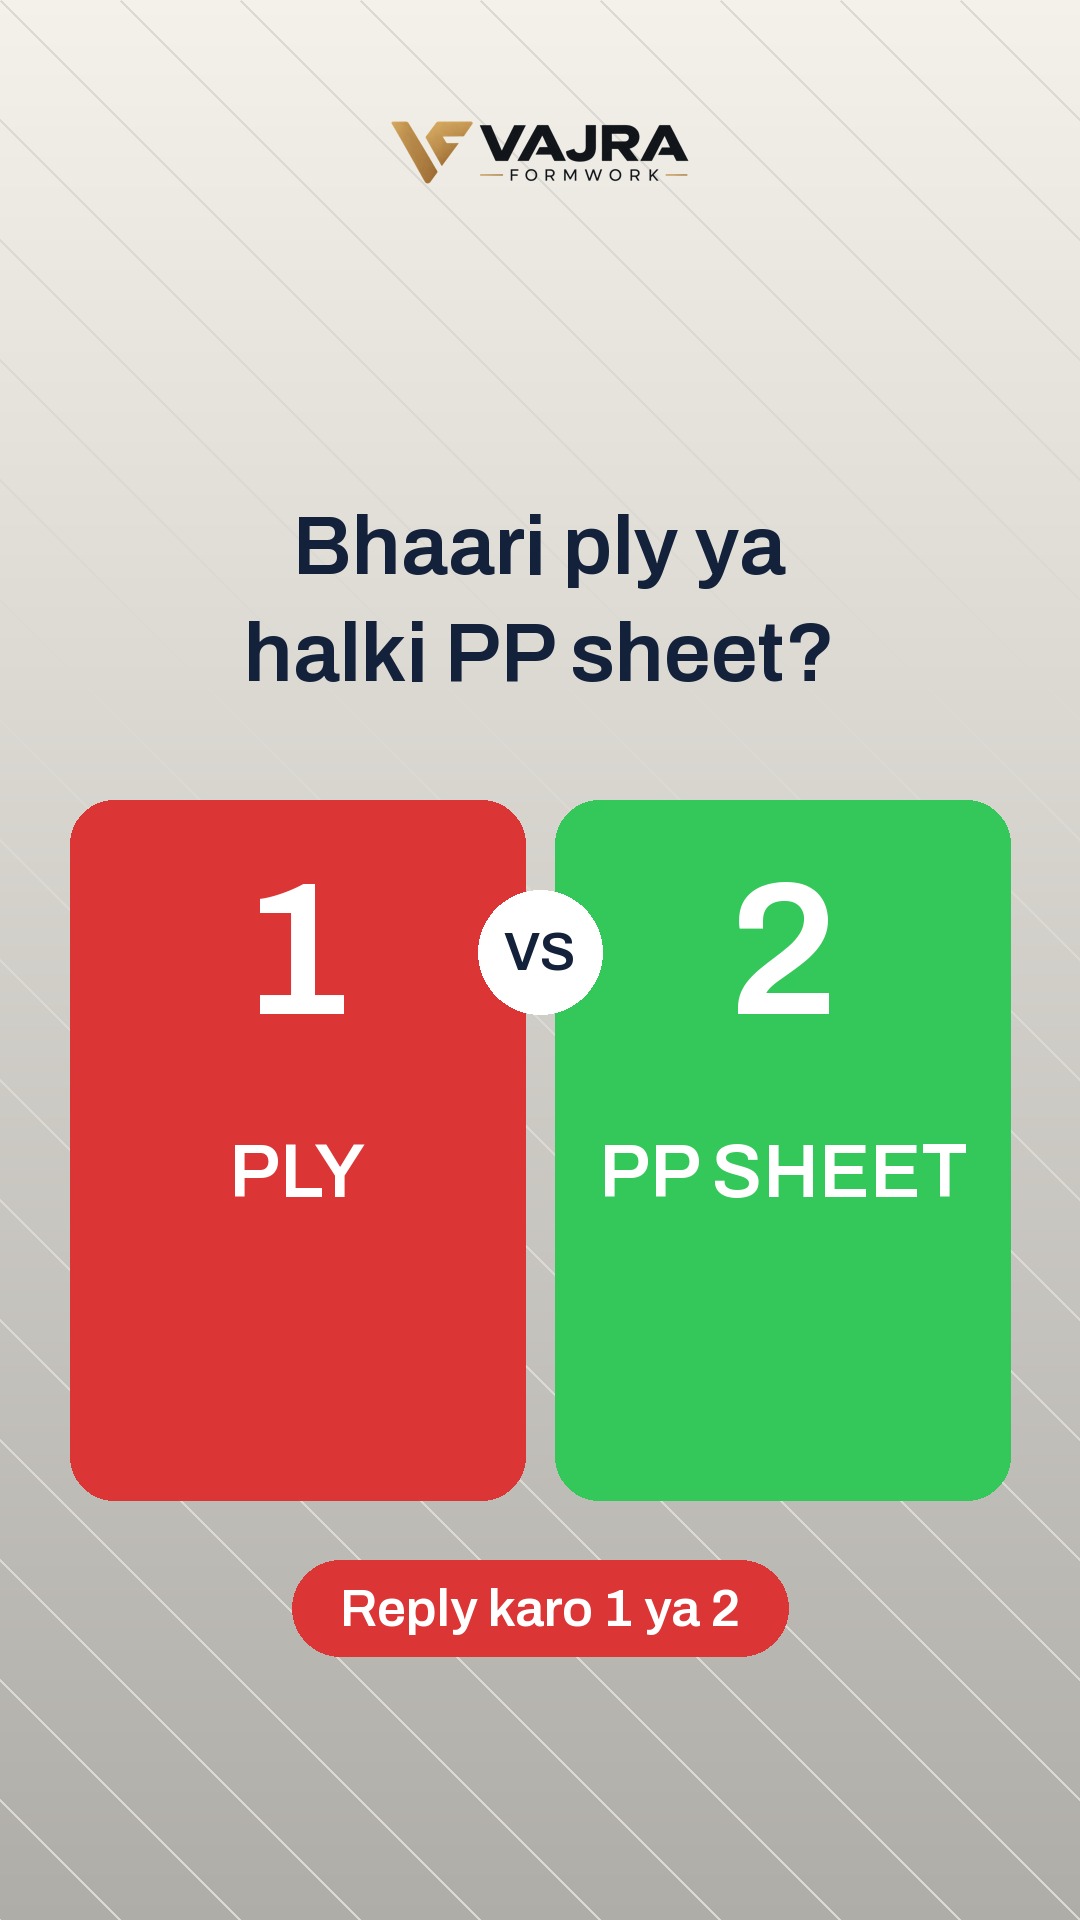 VAJRA
FORMWORK
Bhaari ply ya
halki PP sheet?
1
VS
2
PLY
PP SHEET
Reply karo 1 ya 2